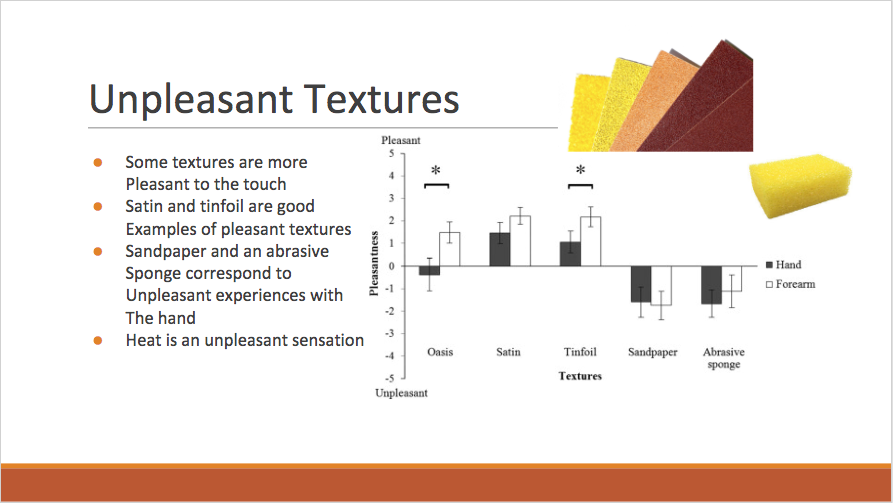 Unpleasant Textures
Some textures are more
Pleasant to the touch
Satin and tinfoil are good
Examples of pleasant textures
Sandpaper and an abrasive
Sponge correspond to
Unpleasant experiences with
The hand
Heat is an unpleasant sensation
Pleasant
5
4
3
2
1
0
-1
-2
-3
-4
-5
Unpleasant
Pleasantness
*
*
Oasis
Satin
Tinfoil
Sandpaper
Abrasive
sponge
Textures
Hand
Forearm